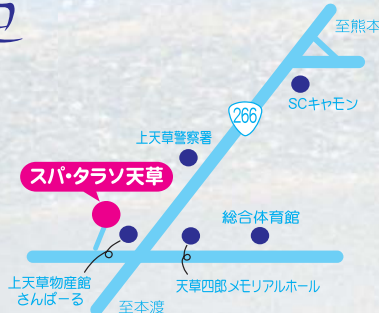 至熊本
SCキャモン
266
上天草警察署
スパ・タラソ天草
総合体育館
上天草物産館
さんぱーる
天草四郎メモリアルホール
至本渡